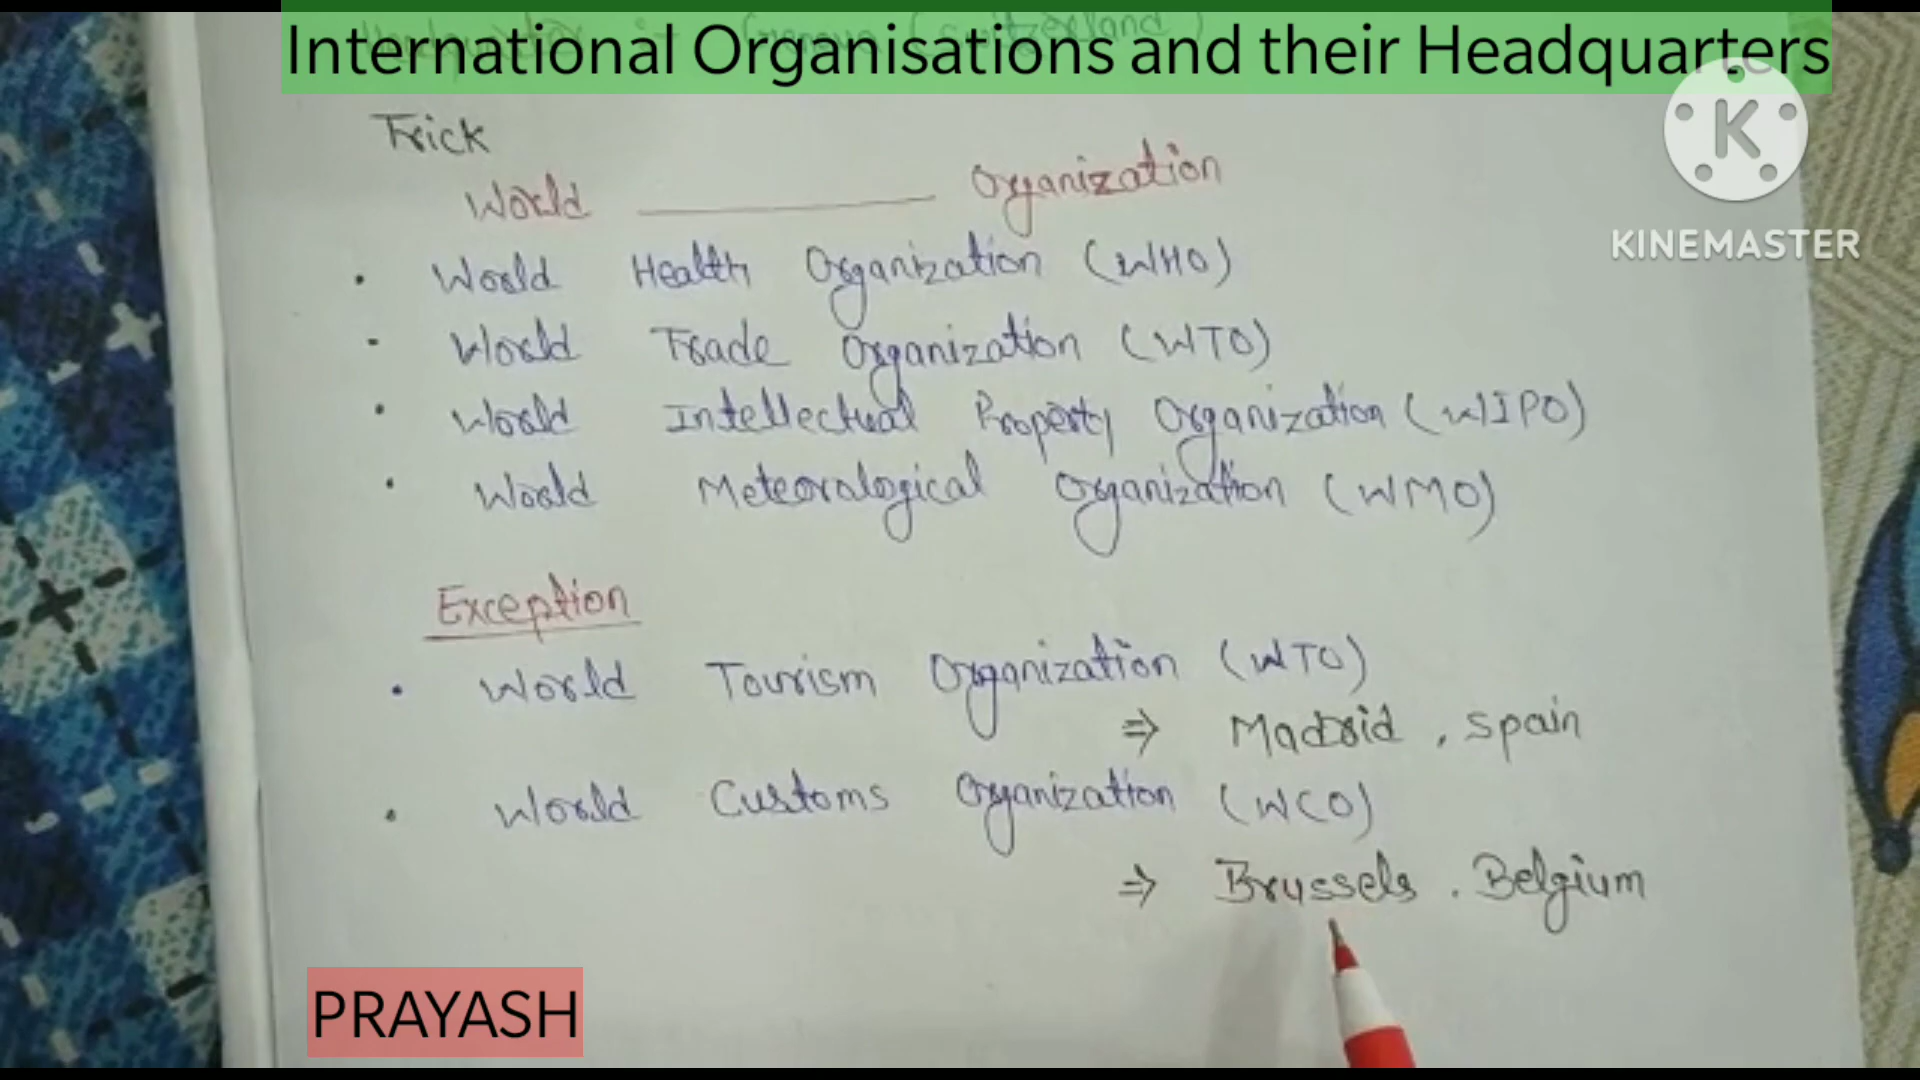 International Organisations and their Headquarters
Trick
World ________ Organization
K
KINEMASTER
• World Health Organization (WHO)
• World Trade Organization (WTO)
• World Intellectual Property Organization (WIPO)
• World Meteorological Organization (WMO)
Exception
• World Tourism Organization (WTO)
⇒ Madrid, Spain
• World Customs Organization (WCO)
⇒ Brussels. Belgium
PRAYASH